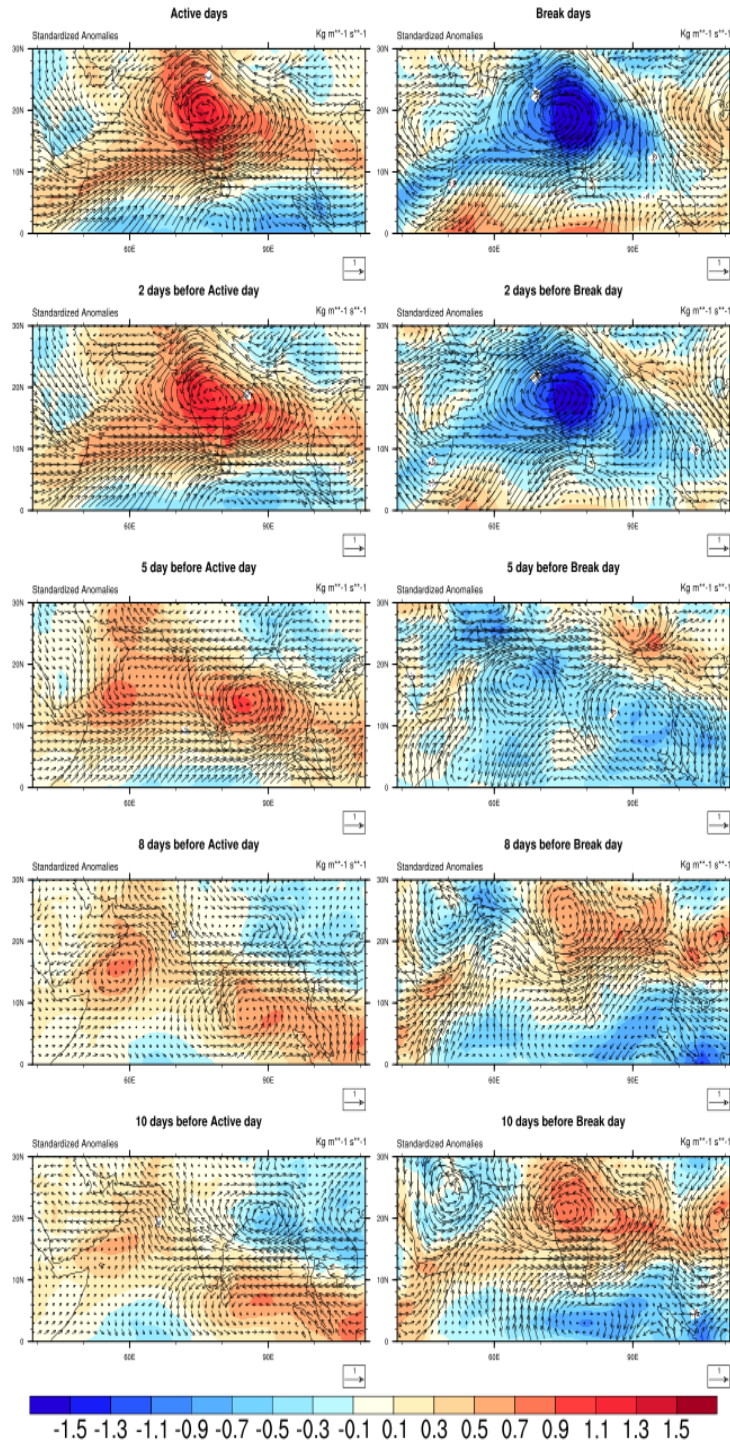 Active days
Break days
Standardized Anomalies
Kg m**-1 s**-1
Standardized Anomalies
Kg m**-1 s**-1
30N
20N
10N
0
60E
90E
1
30N
20N
10N
0
60E
90E
1
2 days before Active day
2 days before Break day
Standardized Anomalies
Kg m**-1 s**-1
Standardized Anomalies
Kg m**-1 s**-1
30N
20N
10N
0
60E
90E
1
30N
20N
10N
0
60E
90E
1
5 day before Active day
5 day before Break day
Standardized Anomalies
Kg m**-1 s**-1
Standardized Anomalies
Kg m**-1 s**-1
30N
20N
10N
0
60E
90E
1
30N
20N
10N
0
60E
90E
1
8 days before Active day
8 days before Break day
Standardized Anomalies
Kg m**-1 s**-1
Standardized Anomalies
Kg m**-1 s**-1
30N
20N
10N
0
60E
90E
1
30N
20N
10N
0
60E
90E
1
10 days before Active day
10 days before Break day
Standardized Anomalies
Kg m**-1 s**-1
Standardized Anomalies
Kg m**-1 s**-1
30N
20N
10N
0
60E
90E
1
30N
20N
10N
0
60E
90E
1
-1.5 -1.3 -1.1 -0.9 -0.7 -0.5 -0.3 -0.1 0.1 0.3 0.5 0.7 0.9 1.1 1.3 1.5